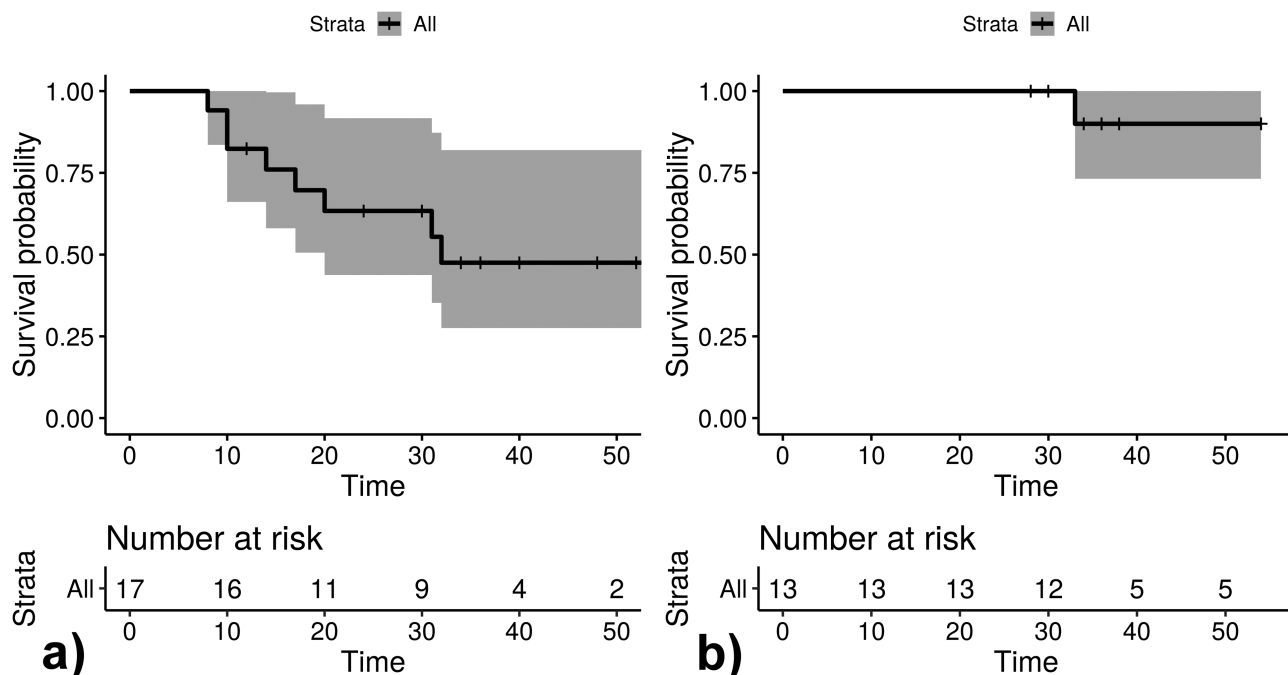 Strata All
Survival probability
1.00
0.75
0.50
0.25
0.00
0 10 20 30 40 50
Time
Number at risk
Strata
All 17 16 11 9 4 2
0 10 20 30 40 50
Time
a)
Strata All
Survival probability
1.00
0.75
0.50
0.25
0.00
0 10 20 30 40 50
Time
Number at risk
Strata
All 13 13 13 12 5 5
0 10 20 30 40 50
Time
b)